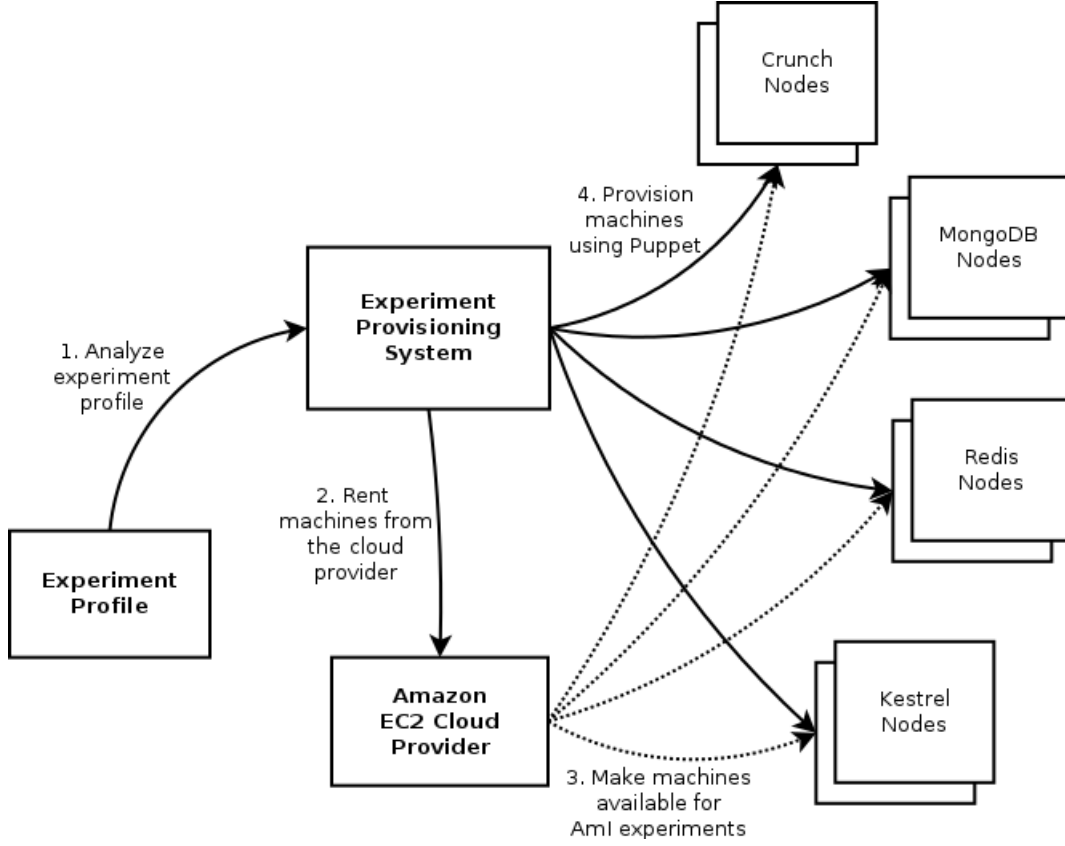 Crunch
Nodes
4. Provision
machines
using Puppet
MongoDB
Nodes
Experiment
Provisioning
System
1. Analyze
experiment
profile
Redis
Nodes
2. Rent
machines from
the cloud
provider
Experiment
Profile
Amazon
EC2 Cloud
Provider
Kestrel
Nodes
3. Make machines
available for
AmI experiments